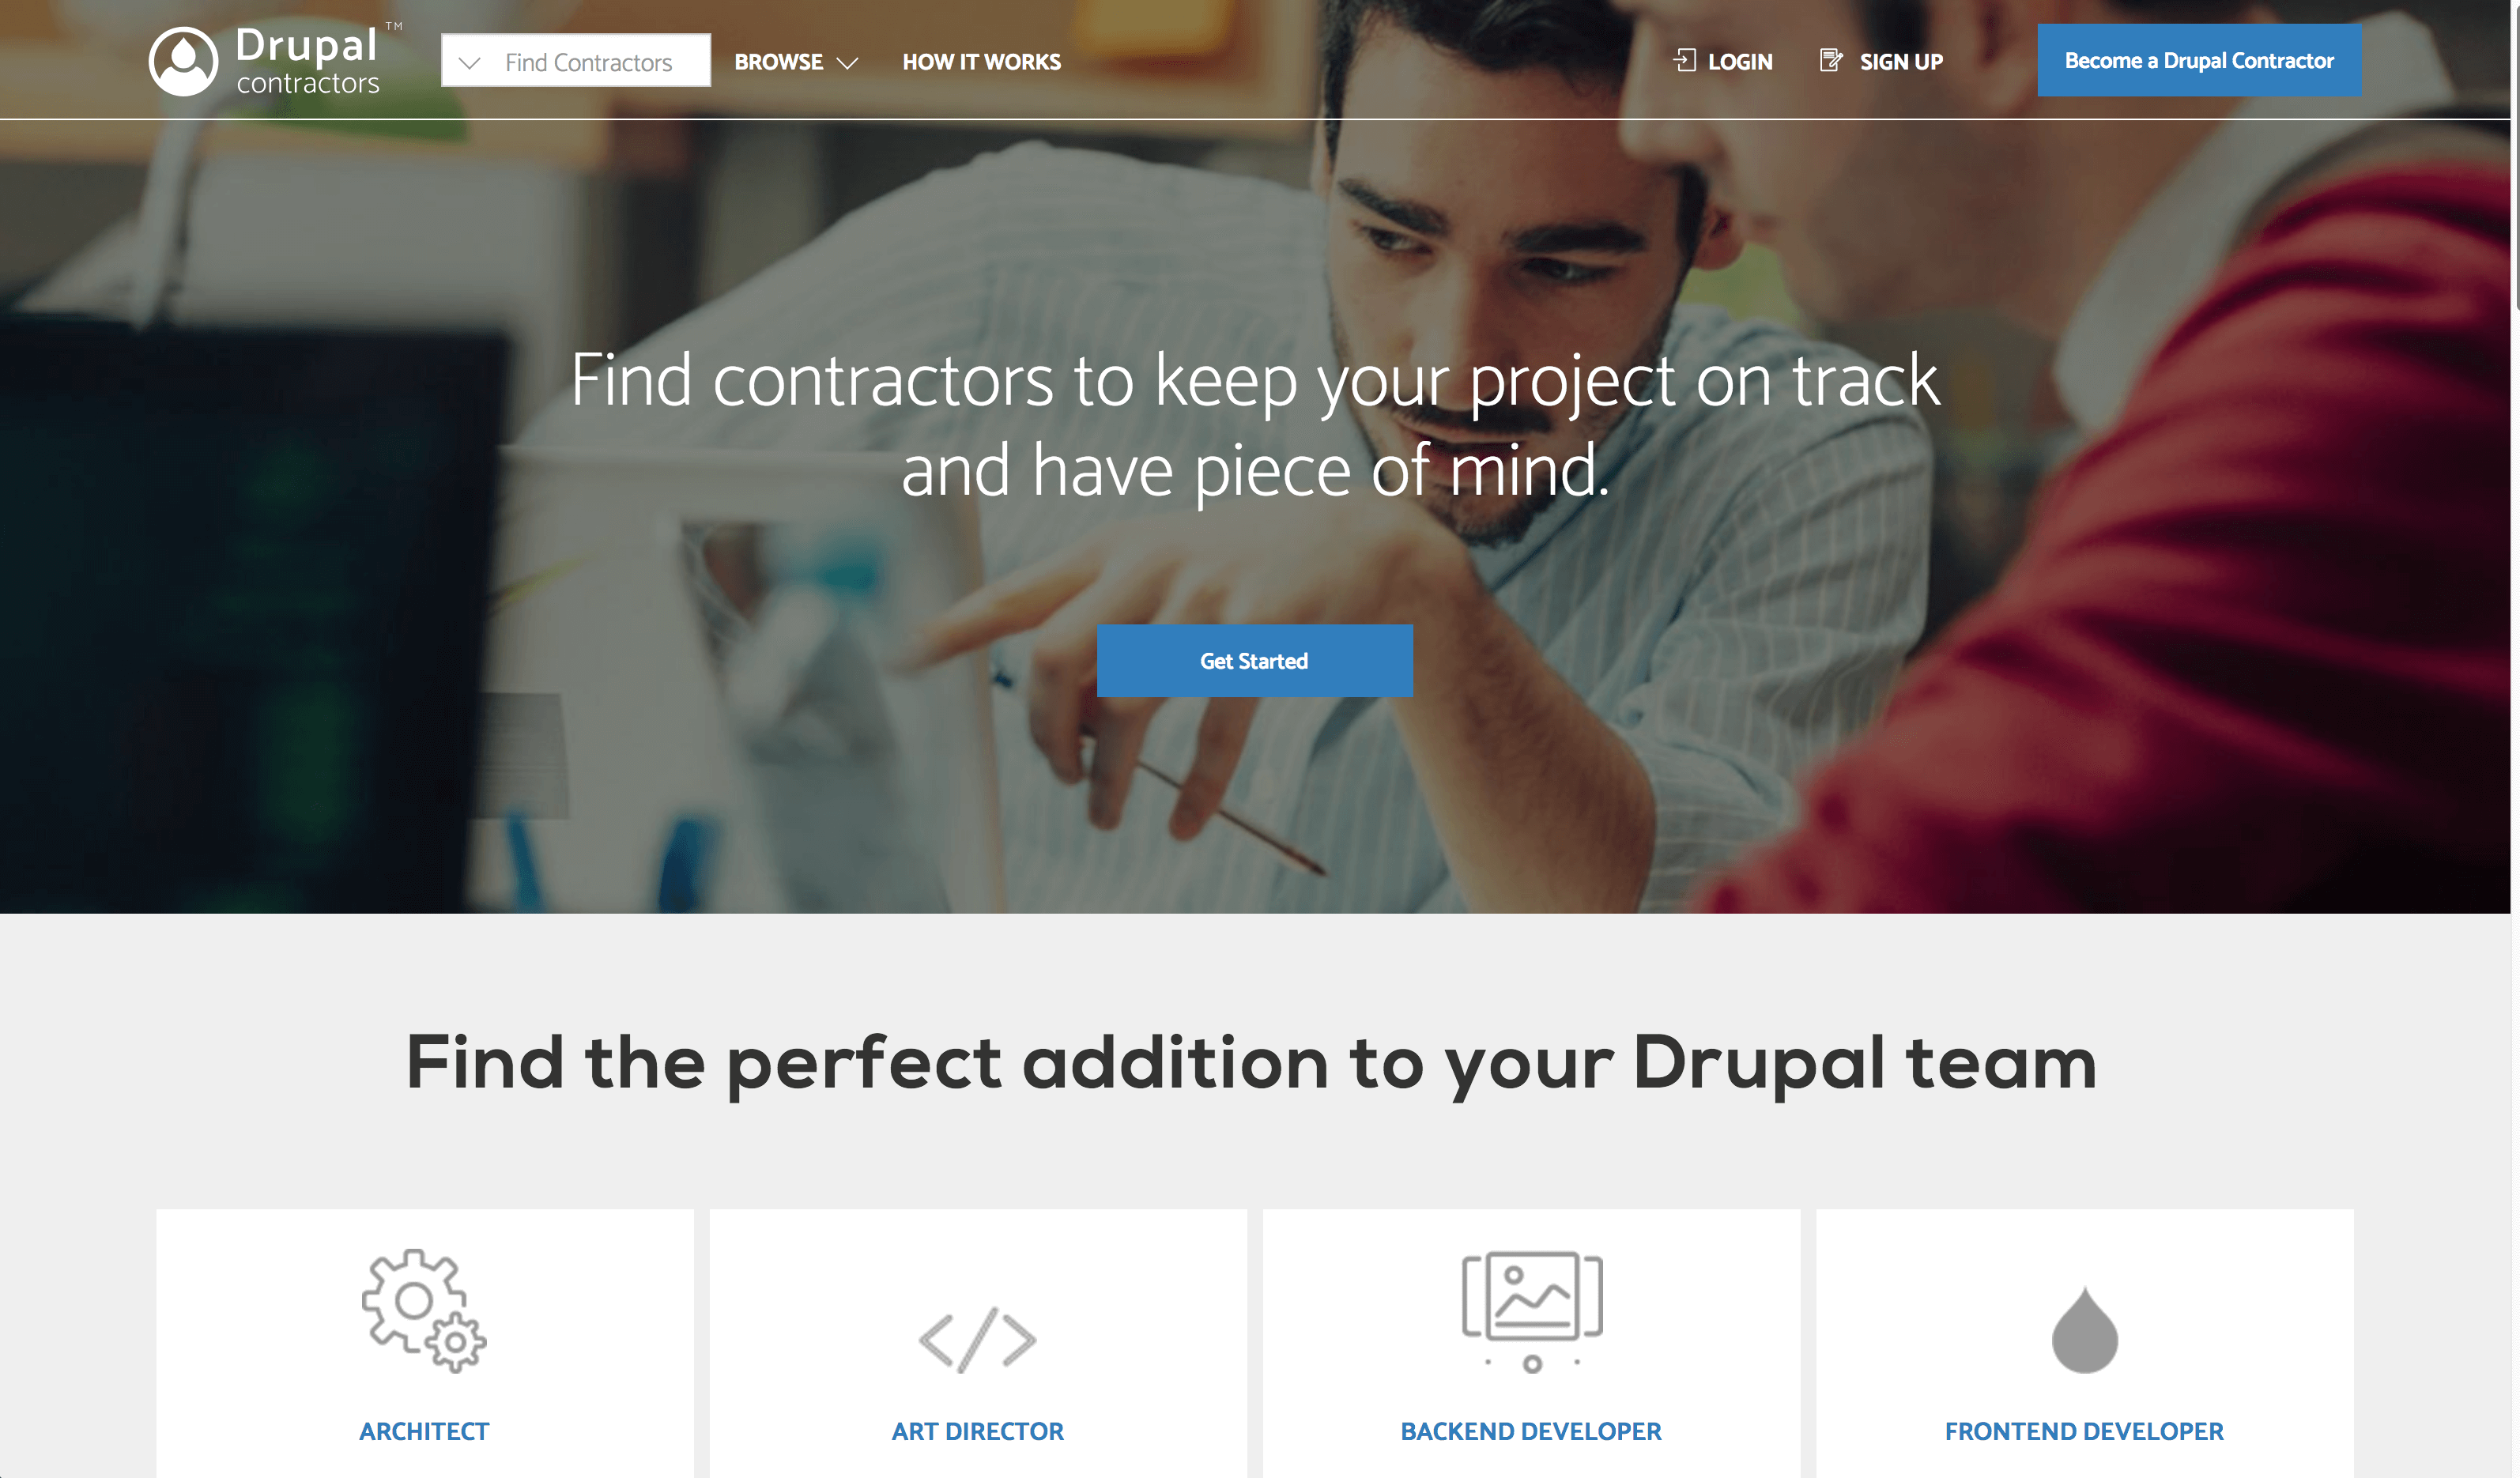 Drupal TM
contractors
Find Contractors
BROWSE
HOW IT WORKS
LOGIN
SIGN UP
Become a Drupal Contractor
Find contractors to keep your project on track
and have piece of mind.
Get Started
Find the perfect addition to your Drupal team
ARCHITECT
ART DIRECTOR
BACKEND DEVELOPER
FRONTEND DEVELOPER